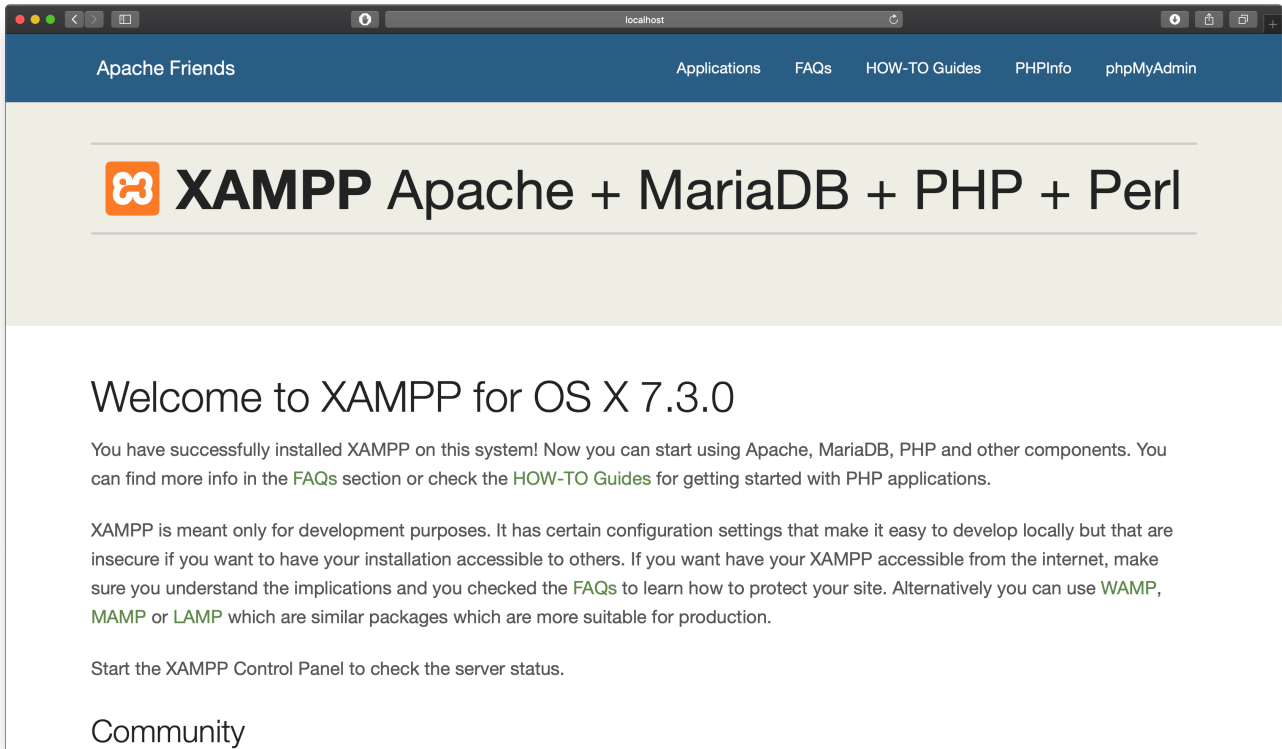 localhost
Apache Friends
Applications FAQs HOW-TO Guides PHPInfo phpMyAdmin
XAMPP Apache + MariaDB + PHP + Perl
Welcome to XAMPP for OS X 7.3.0
You have successfully installed XAMPP on this system! Now you can start using Apache, MariaDB, PHP and other components. You
can find more info in the FAQs section or check the HOW-TO Guides for getting started with PHP applications.
XAMPP is meant only for development purposes. It has certain configuration settings that make it easy to develop locally but that are
insecure if you want to have your installation accessible to others. If you want have your XAMPP accessible from the internet, make
sure you understand the implications and you checked the FAQs to learn how to protect your site. Alternatively you can use WAMP,
MAMP or LAMP which are similar packages which are more suitable for production.
Start the XAMPP Control Panel to check the server status.
Community